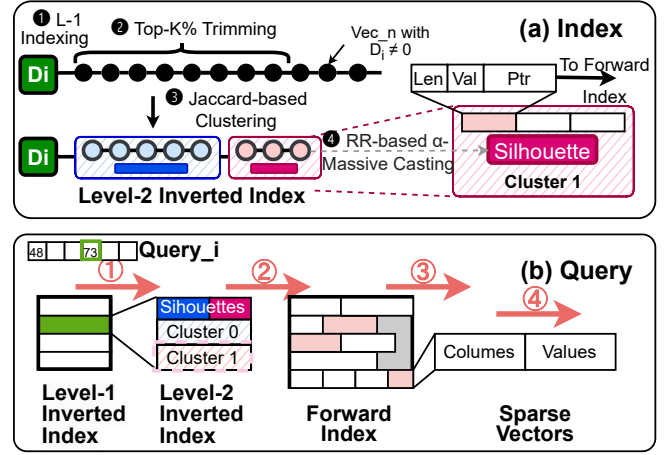 ❶ L-1
Indexing
❷ Top-K% Trimming
Vec_n with
D_i ≠ 0
(a) Index
Di
Len Val Ptr
To Forward
Index
❸ Jaccard-based
Clustering
Di
❹ RR-based α-
Massive Casting
Silhouette
Cluster 1
Level-2 Inverted Index
48 73 Query_i
(b) Query
① ② ③ ④
Sihouettes
Cluster 0
Cluster 1
Columes Values
Level-1
Inverted
Index
Level-2
Inverted
Index
Forward
Index
Sparse
Vectors